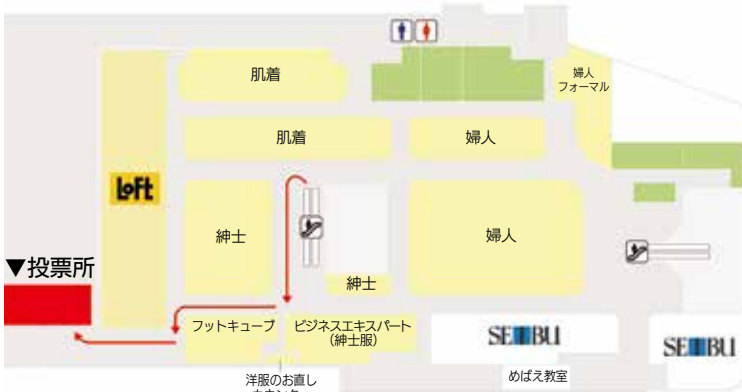 肌着
婦人
フォーマル
肌着
婦人
LoFt
紳士
婦人
▼投票所
紳士
フットキューブ
ビジネスエキスパート
(紳士服)
SEIBU
SEIBU
洋服のお直し
めばえ教室